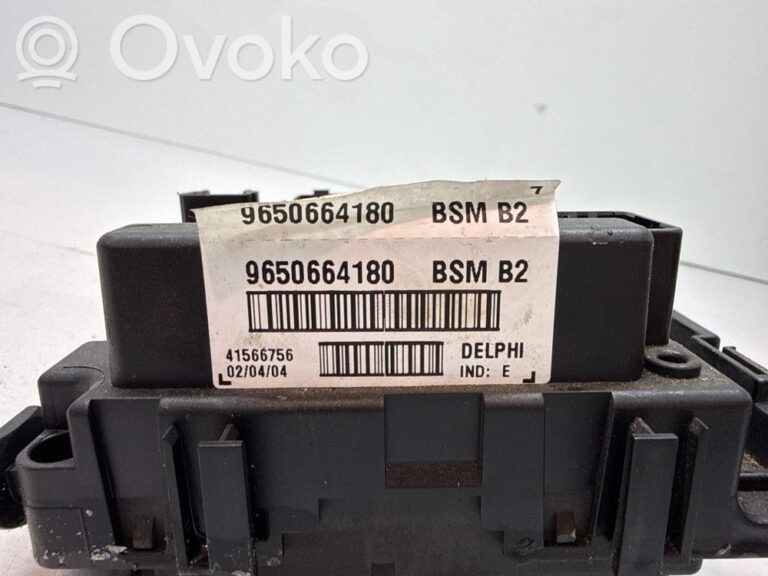 Ovoko
9650664180 BSM B2
9650664180 BSM B2
41566756
02/04/04
DELPHI
IND: E